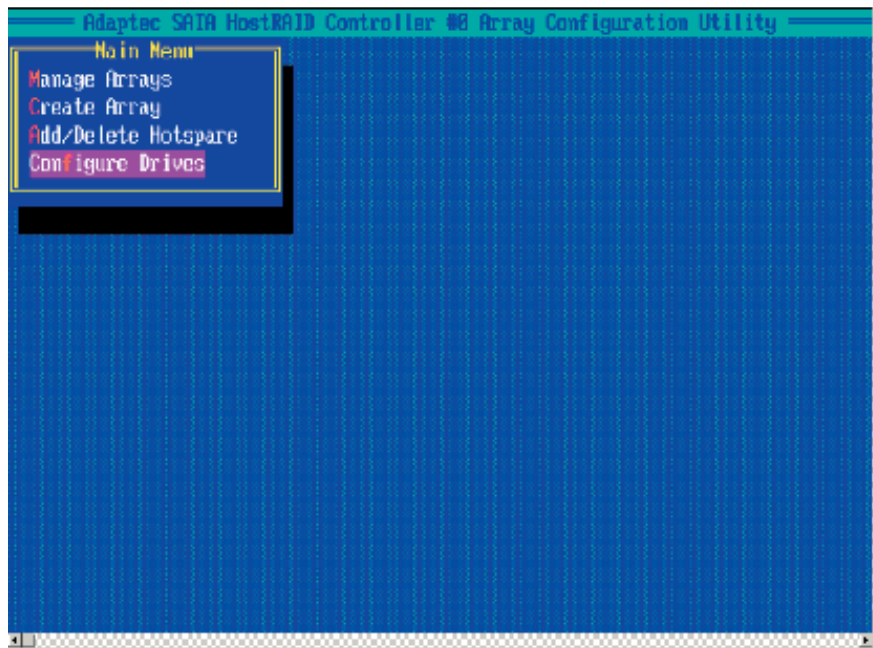 Adaptec SATA HostRAID Controller #0 Array Configuration Utility
Main Menu
Manage Arrays
Create Array
Add/Delete Hotspare
Configure Drives